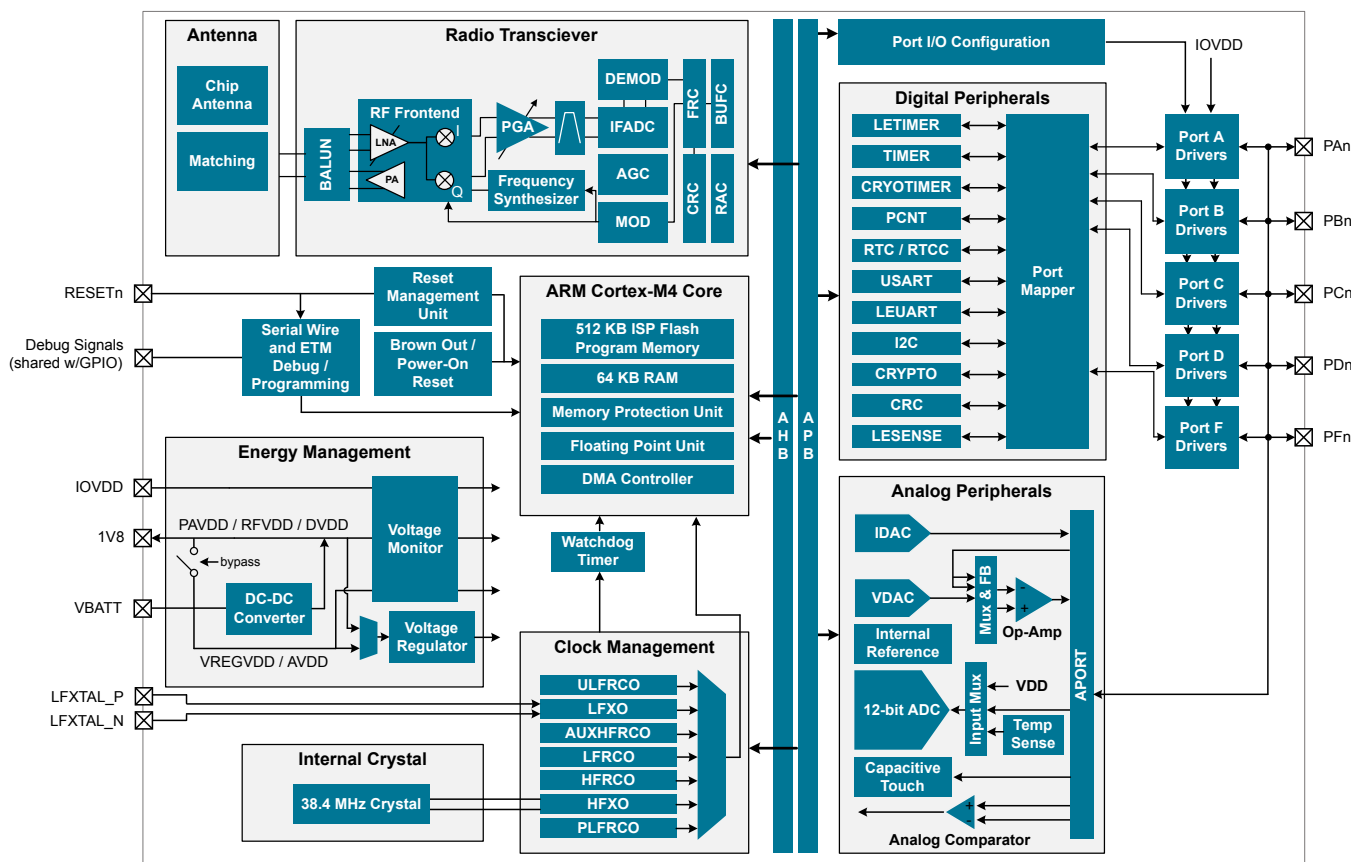 Antenna
Chip
Antenna
Matching
Radio Transciever
BALUN
RF Frontend
LNA
PA
I
Q
PGA
Frequency
Synthesizer
DEMOD
IFADC
AGC
MOD
FRC
BUFC
CRC
RAC
RESETn
Debug Signals
(shared w/GPIO)
Reset
Management
Unit
Serial Wire
and ETM
Debug /
Programming
Brown Out /
Power-On
Reset
ARM Cortex-M4 Core
512 KB ISP Flash
Program Memory
64 KB RAM
Memory Protection Unit
Floating Point Unit
DMA Controller
Energy Management
IOVDD
1V8
VBATT
PAVDD / RFVDD / DVDD
bypass
DC-DC
Converter
VREGVDD / AVDD
Voltage
Monitor
Voltage
Regulator
Watchdog
Timer
LFXTAL_P
LFXTAL_N
Clock Management
ULFRCO
LFXO
AUXHFRCO
LFRCO
HFRCO
HFXO
PLFRCO
Internal Crystal
38.4 MHz Crystal
AHB
APB
Port I/O Configuration
IOVDD
Digital Peripherals
LETIMER
TIMER
CRYOTIMER
PCNT
RTC / RTCC
USART
LEUART
I2C
CRYPTO
CRC
LESENSE
Port
Mapper
Port A
Drivers
Port B
Drivers
Port C
Drivers
Port D
Drivers
Port F
Drivers
PAn
PBn
PCn
PDn
PFn
Analog Peripherals
IDAC
VDAC
Mux & FB
-
+
Op-Amp
Internal
Reference
12-bit ADC
Input Mux
VDD
Temp
Sense
Capacitive
Touch
+
-
Analog Comparator
APORT